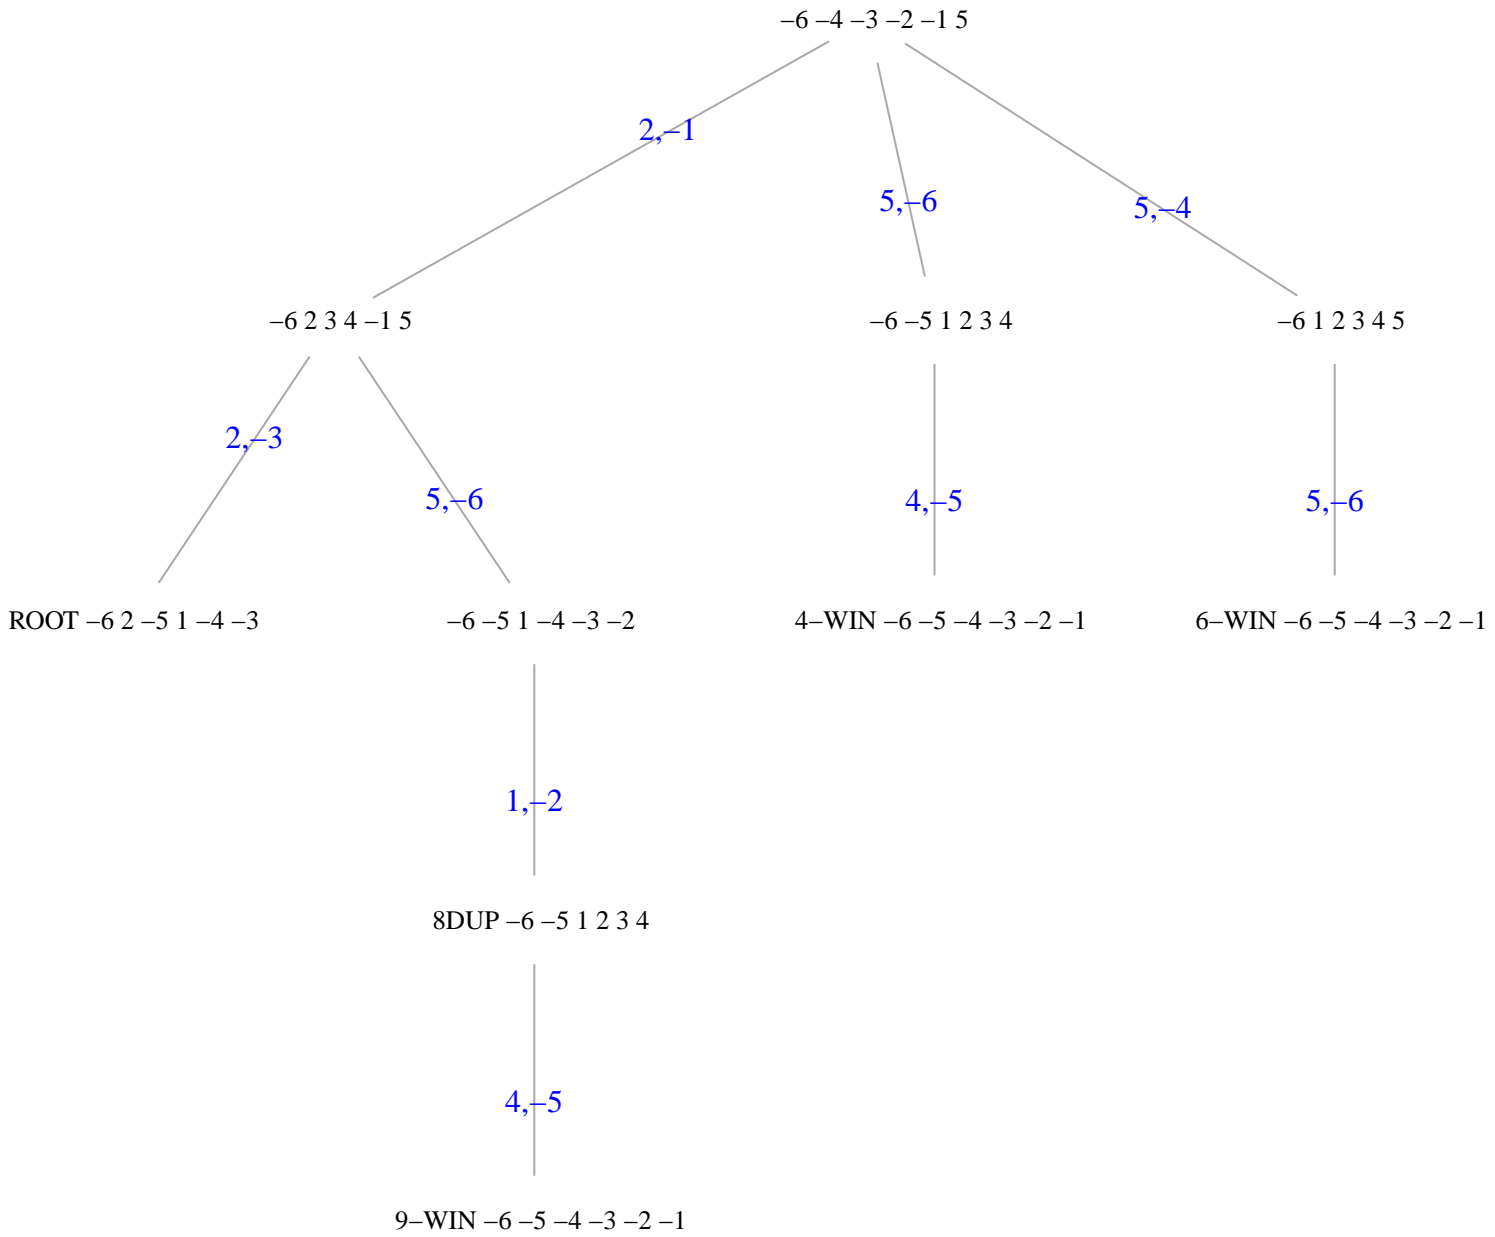 –6 –4 –3 –2 –1 5
2,–1
5,–6
5,–4
–6 2 3 4 –1 5
–6 –5 1 2 3 4
–6 1 2 3 4 5
2,–3
5,–6
4,–5
5,–6
ROOT –6 2 –5 1 –4 –3
–6 –5 1 –4 –3 –2
4–WIN –6 –5 –4 –3 –2 –1
6–WIN –6 –5 –4 –3 –2 –1
1,–2
8DUP –6 –5 1 2 3 4
4,–5
9–WIN –6 –5 –4 –3 –2 –1